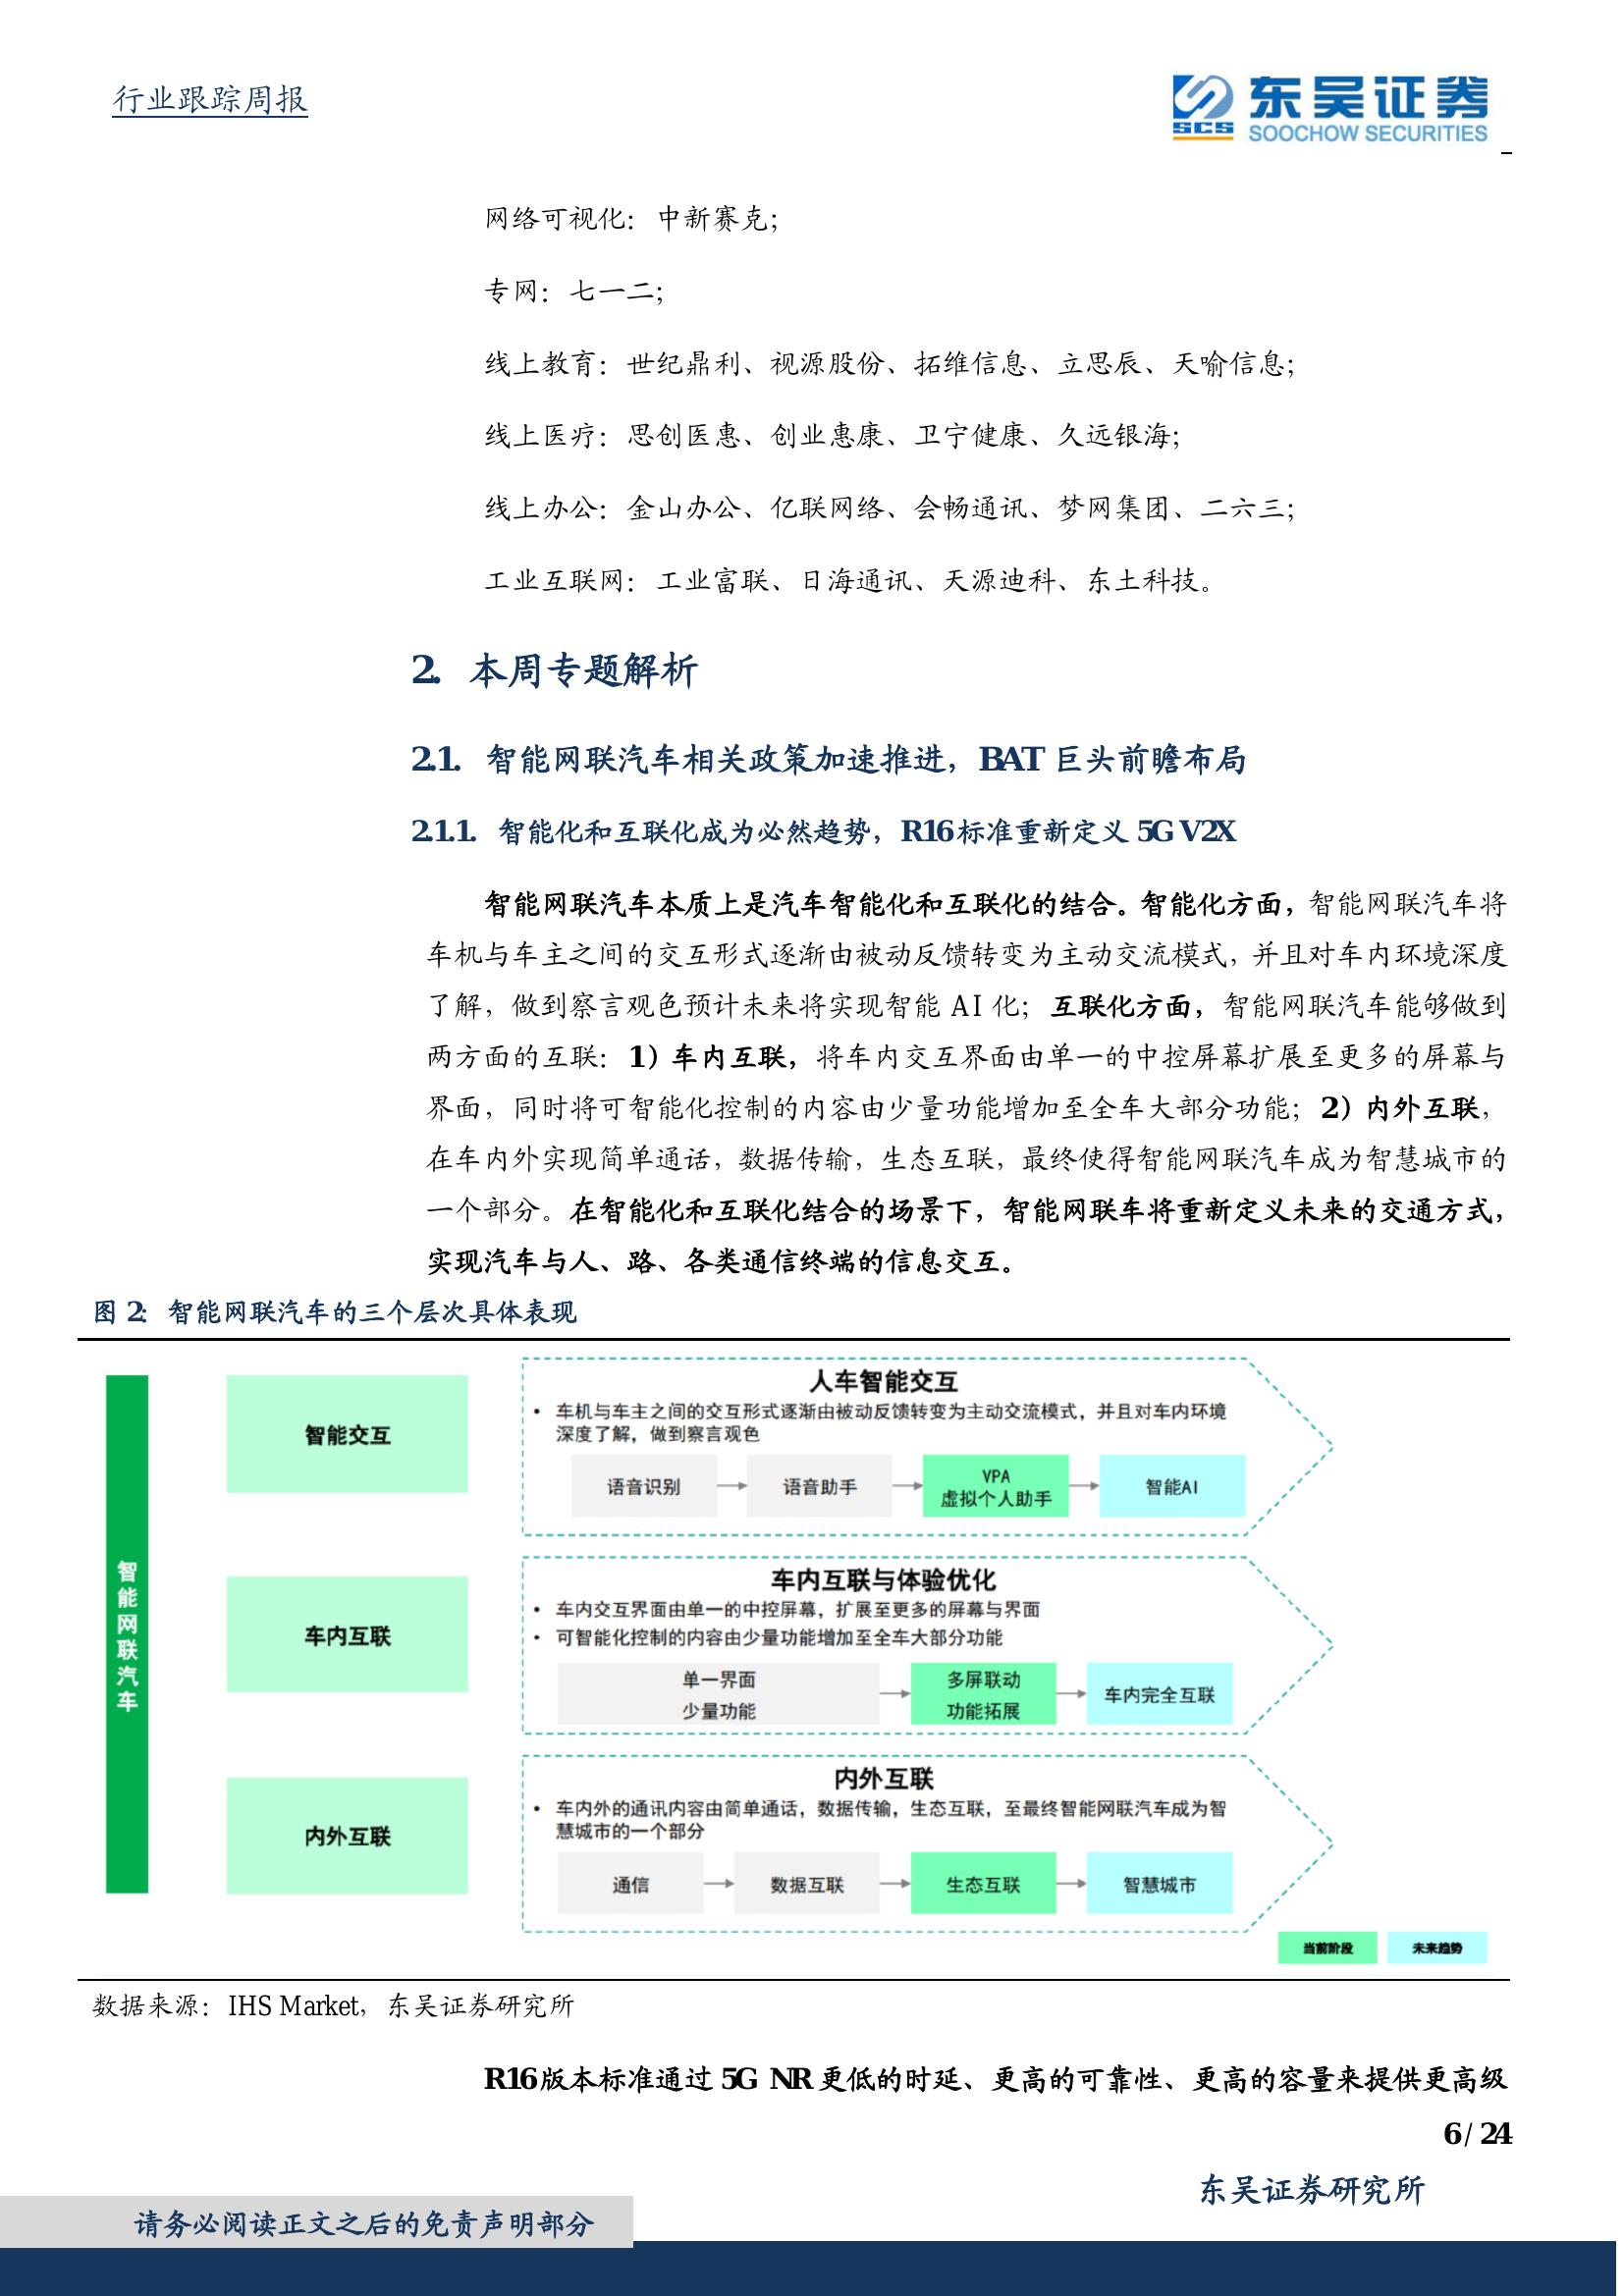 行业跟踪周报
SCS
东吴证券
SOOCHOW SECURITIES
网络可视化：中新赛克；
专网：七一二；
线上教育：世纪鼎利、视源股份、拓维信息、立思辰、天喻信息；
线上医疗：思创医惠、创业惠康、卫宁健康、久远银海；
线上办公：金山办公、亿联网络、会畅通讯、梦网集团、二六三；
工业互联网：工业富联、日海通讯、天源迪科、东土科技。
2. 本周专题解析
2.1. 智能网联汽车相关政策加速推进，BAT 巨头前瞻布局
2.1.1. 智能化和互联化成为必然趋势，R16 标准重新定义 5G V2X
智能网联汽车本质上是汽车智能化和互联化的结合。智能化方面，智能网联汽车将
车机与车主之间的交互形式逐渐由被动反馈转变为主动交流模式，并且对车内环境深度
了解，做到察言观色预计未来将实现智能 AI 化；互联化方面，智能网联汽车能够做到
两方面的互联：1）车内互联，将车内交互界面由单一的中控屏幕扩展至更多的屏幕与
界面，同时将可智能化控制的内容由少量功能增加至全车大部分功能；2）内外互联，
在车内外实现简单通话，数据传输，生态互联，最终使得智能网联汽车成为智慧城市的
一个部分。在智能化和互联化结合的场景下，智能网联车将重新定义未来的交通方式，
实现汽车与人、路、各类通信终端的信息交互。
图 2：智能网联汽车的三个层次具体表现
智能网联汽车
智能交互
人车智能交互
• 车机与车主之间的交互形式逐渐由被动反馈转变为主动交流模式，并且对车内环境
深度了解，做到察言观色
语音识别
语音助手
VPA
虚拟个人助手
智能AI
车内互联
车内互联与体验优化
• 车内交互界面由单一的中控屏幕，扩展至更多的屏幕与界面
• 可智能化控制的内容由少量功能增加至全车大部分功能
单一界面
少量功能
多屏联动
功能拓展
车内完全互联
内外互联
内外互联
• 车内外的通讯内容由简单通话，数据传输，生态互联，至最终智能网联汽车成为智
慧城市的一个部分
通信
数据互联
生态互联
智慧城市
当前阶段
未来趋势
数据来源：IHS Market，东吴证券研究所
R16 版本标准通过 5G NR 更低的时延、更高的可靠性、更高的容量来提供更高级
6 / 24
东吴证券研究所
请务必阅读正文之后的免责声明部分